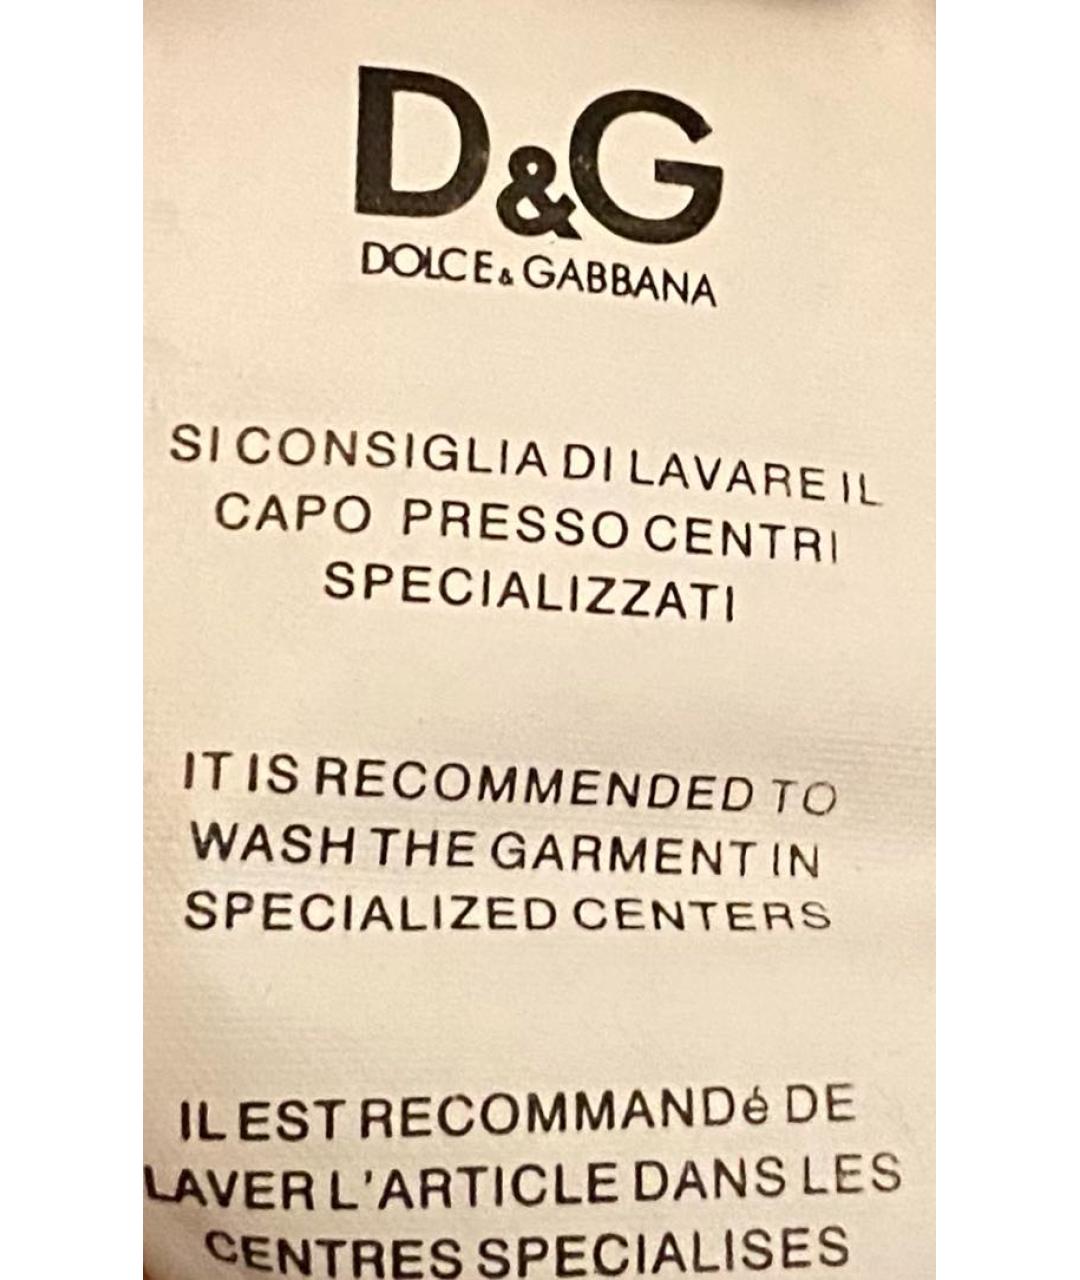 D&G
DOLCE & GABBANA
SI CONSIGLIA DI LAVARE IL
CAPO PRESSO CENTRI
SPECIALIZZATI
IT IS RECOMMENDED TO
WASH THE GARMENT IN
SPECIALIZED CENTERS
IL EST RECOMMANDé DE
LAVER L'ARTICLE DANS LES
CENTRES SPECIALISES